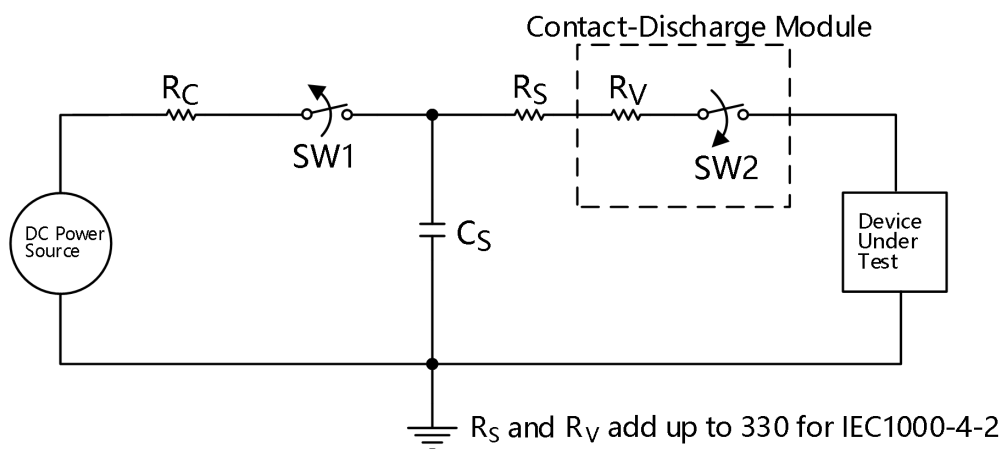 Contact-Discharge Module
RC
RS
RV
SW1
SW2
DC Power
Source
CS
Device
Under
Test
RS and RV add up to 330 for IEC1000-4-2